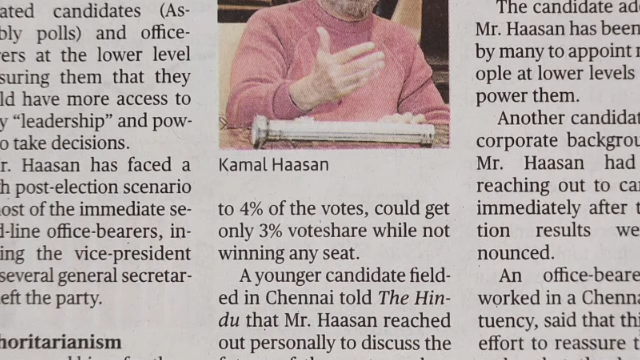 ated candidates (As-
bly polls) and office-
rers at the lower level
suring them that they
ld have more access to
y “leadership” and pow-
o take decisions.
r. Haasan has faced a
h post-election scenario
ost of the immediate se-
d-line office-bearers, in-
ing the vice-president
several general secretar-
eft the party.
horitarianism
Kamal Haasan
to 4% of the votes, could get
only 3% voteshare while not
winning any seat.
A younger candidate field-
ed in Chennai told The Hin-
du that Mr. Haasan reached
out personally to discuss the
The candidate ad
Mr. Haasan has been
by many to appoint
ople at lower levels
power them.
Another candidat
corporate backgrou
Mr. Haasan had
reaching out to ca
immediately after t
tion results we
nounced.
An office-beare
worked in a Chenna
tuency, said that thi
effort to reassure t